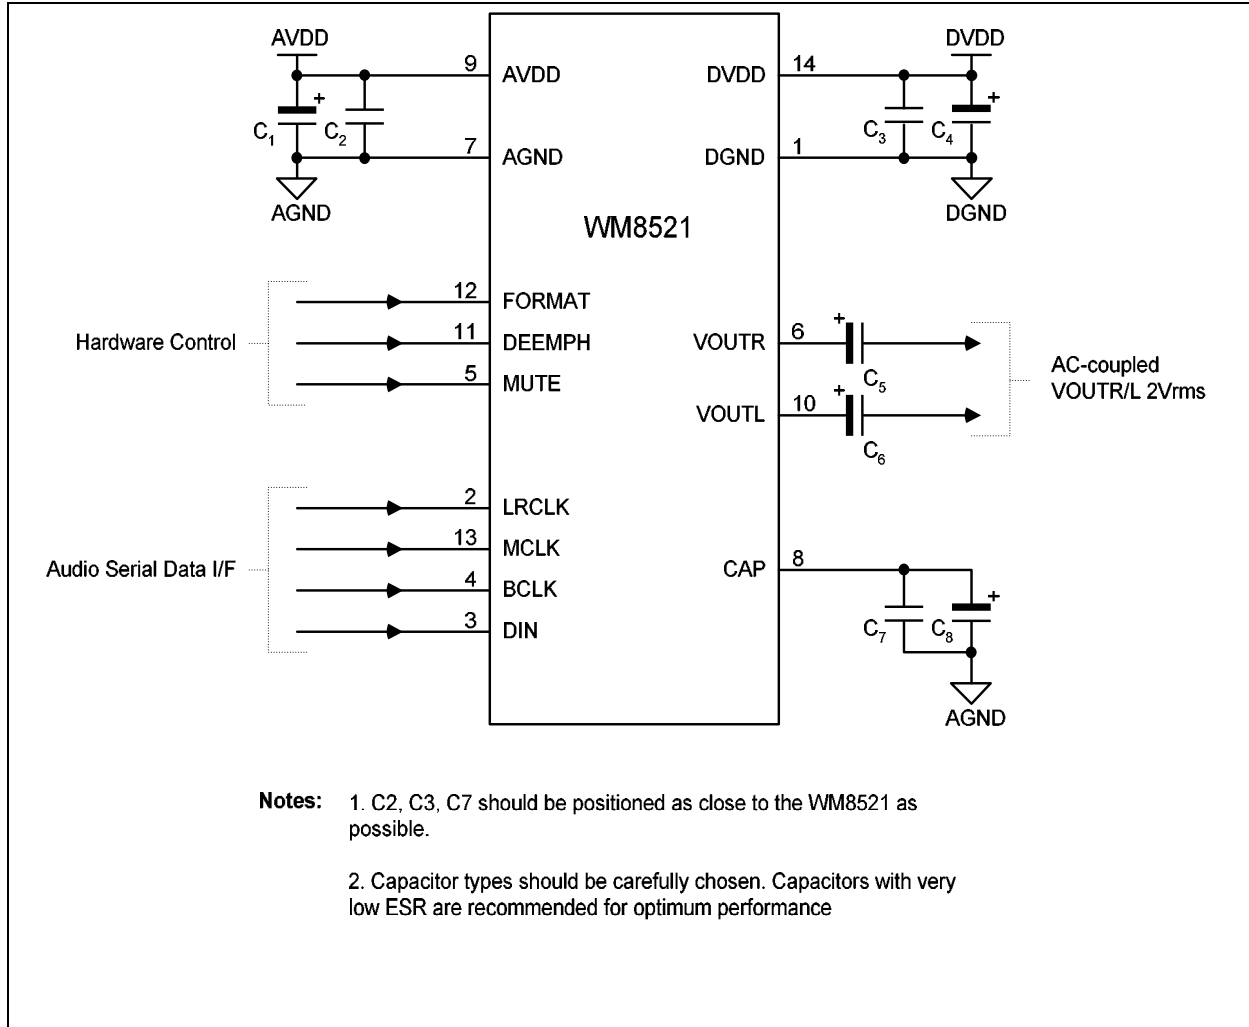 AVDD
DVDD
9
AVDD
DVDD
14
+
C1
C2
C3
C4
+
7
AGND
DGND
1
AGND
DGND
WM8521
Hardware Control
12
FORMAT
11
DEEMPH
5
MUTE
VOUTR
6
+
C5
VOUTL
10
+
C6
AC-coupled
VOUTR/L 2Vrms
Audio Serial Data I/F
2
LRCLK
13
MCLK
4
BCLK
3
DIN
CAP
8
C7
C8
+
AGND
Notes: 1. C2, C3, C7 should be positioned as close to the WM8521 as
possible.
2. Capacitor types should be carefully chosen. Capacitors with very
low ESR are recommended for optimum performance